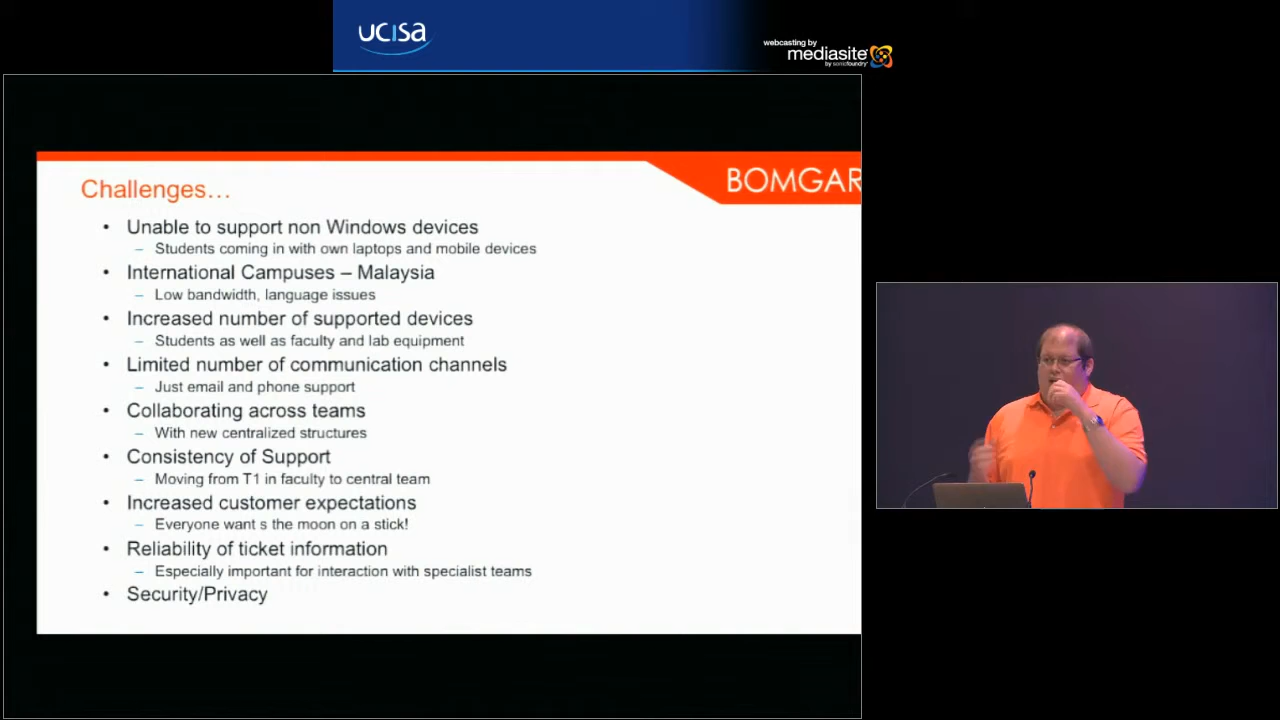 ucisa
webcasting by
mediasite
by sonicfoundry
BOMGAR
Challenges…
• Unable to support non Windows devices
– Students coming in with own laptops and mobile devices
• International Campuses – Malaysia
– Low bandwidth, language issues
• Increased number of supported devices
– Students as well as faculty and lab equipment
• Limited number of communication channels
– Just email and phone support
• Collaborating across teams
– With new centralized structures
• Consistency of Support
– Moving from T1 in faculty to central team
• Increased customer expectations
– Everyone want s the moon on a stick!
• Reliability of ticket information
– Especially important for interaction with specialist teams
• Security/Privacy